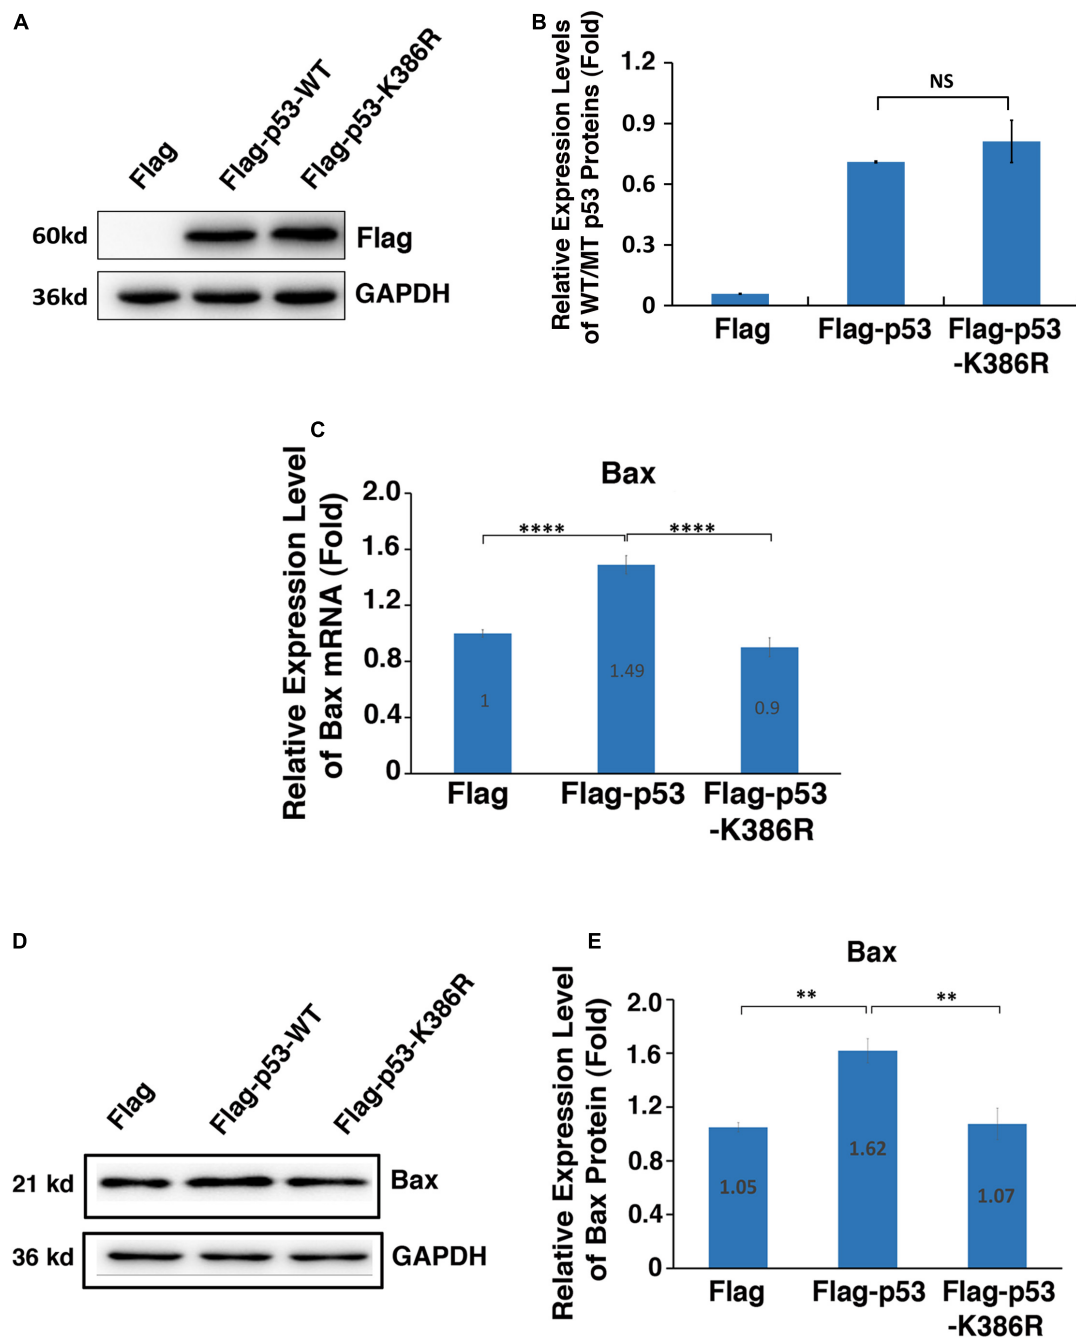 A
Flag
Flag-p53-WT
Flag-p53-K386R
60kd
Flag
36kd
GAPDH
B
Relative Expression Levels
of WT/MT p53 Proteins (Fold)
1.2
0.9
0.6
0.3
0
NS
Flag
Flag-p53
Flag-p53
-K386R
C
Bax
Relative Expression Level
of Bax mRNA (Fold)
2.0
1.6
1.2
0.8
0.4
0
****
****
1
1.49
0.9
Flag
Flag-p53
Flag-p53
-K386R
D
Flag
Flag-p53-WT
Flag-p53-K386R
21 kd
Bax
36 kd
GAPDH
E
Bax
Relative Expression Level
of Bax Protein (Fold)
2.0
1.6
1.2
0.8
0.4
0
**
**
1.05
1.62
1.07
Flag
Flag-p53
Flag-p53
-K386R